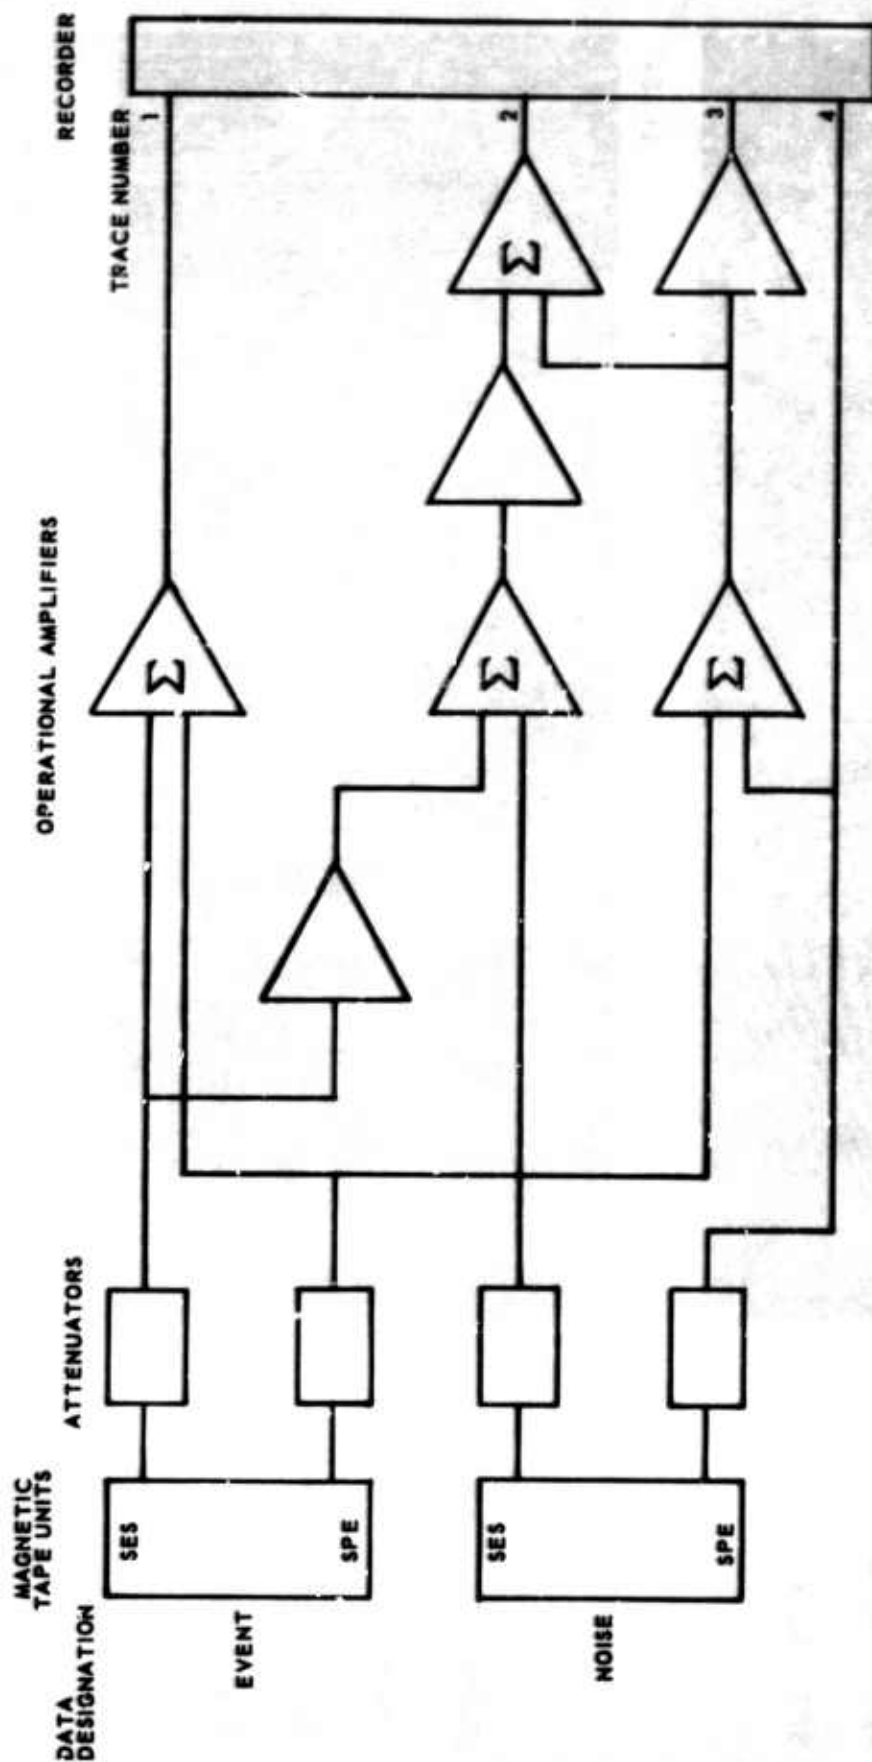 DATA
DESIGNATION
MAGNETIC
TAPE UNITS
ATTENUATORS
OPERATIONAL AMPLIFIERS
TRACE NUMBER
RECORDER
EVENT
SES
SPE
NOISE
SES
SPE
Σ
Σ
Σ
Σ
1
2
3
4